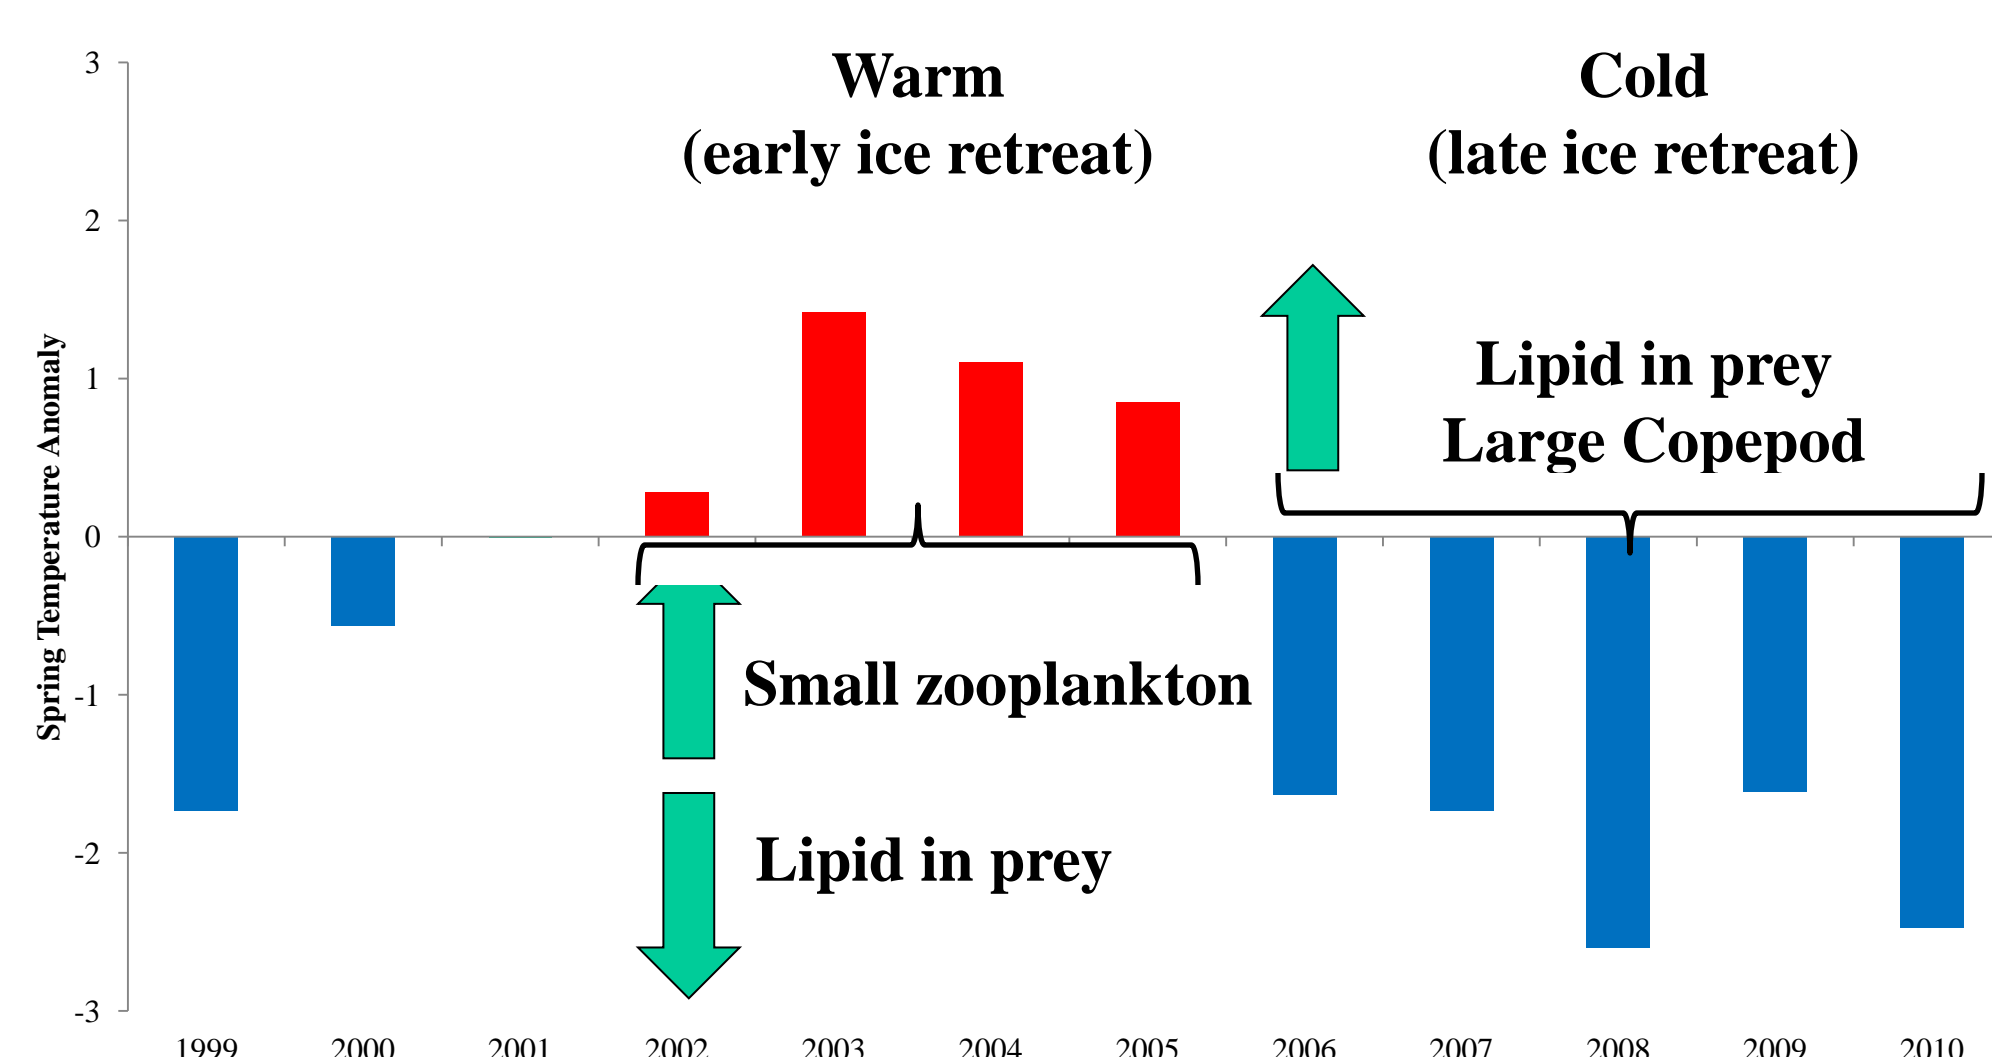 Warm
(early ice retreat)
Cold
(late ice retreat)
3
2
1
0
-1
-2
-3
Spring Temperature Anomaly
Lipid in prey
Large Copepod
Small zooplankton
Lipid in prey
1999 2000 2001 2002 2003 2004 2005 2006 2007 2008 2009 2010